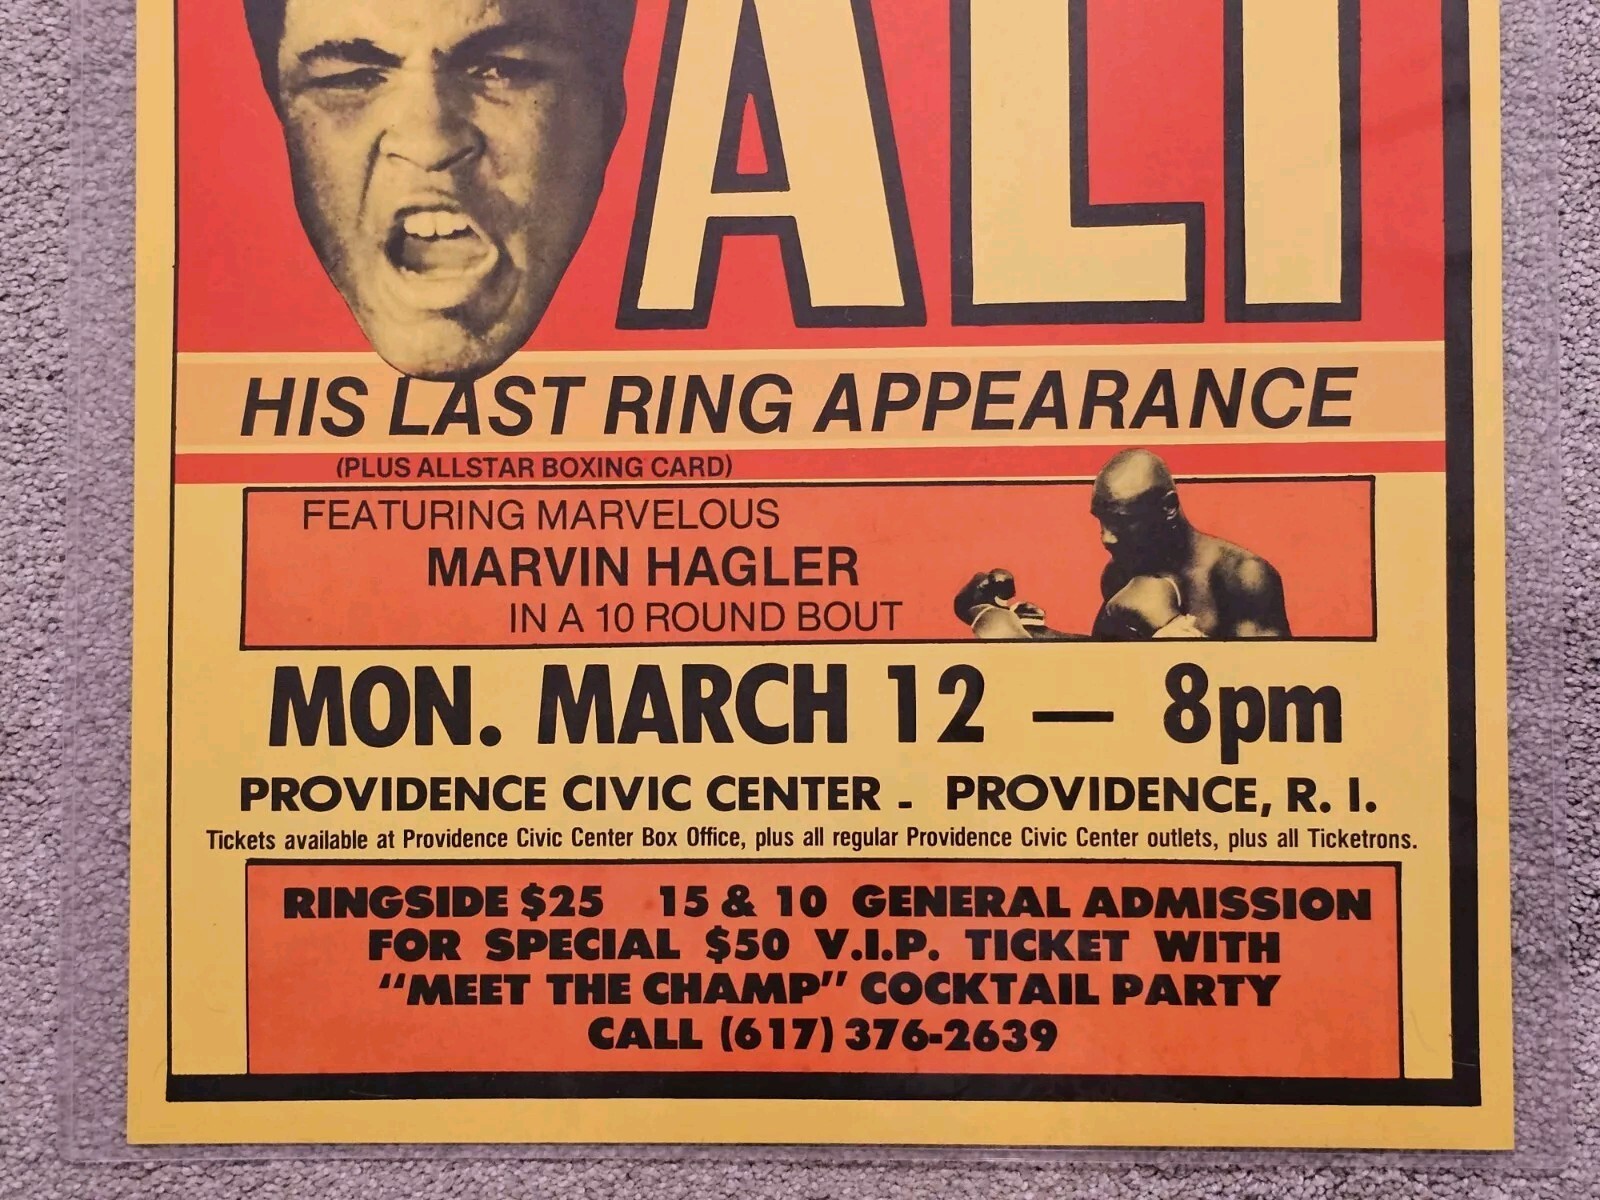 ALI
HIS LAST RING APPEARANCE
(PLUS ALLSTAR BOXING CARD)
FEATURING MARVELOUS
MARVIN HAGLER
IN A 10 ROUND BOUT
MON. MARCH 12 — 8pm
PROVIDENCE CIVIC CENTER - PROVIDENCE, R. I.
Tickets available at Providence Civic Center Box Office, plus all regular Providence Civic Center outlets, plus all Ticketrons.
RINGSIDE $25 15 & 10 GENERAL ADMISSION
FOR SPECIAL $50 V.I.P. TICKET WITH
"MEET THE CHAMP" COCKTAIL PARTY
CALL (617) 376-2639